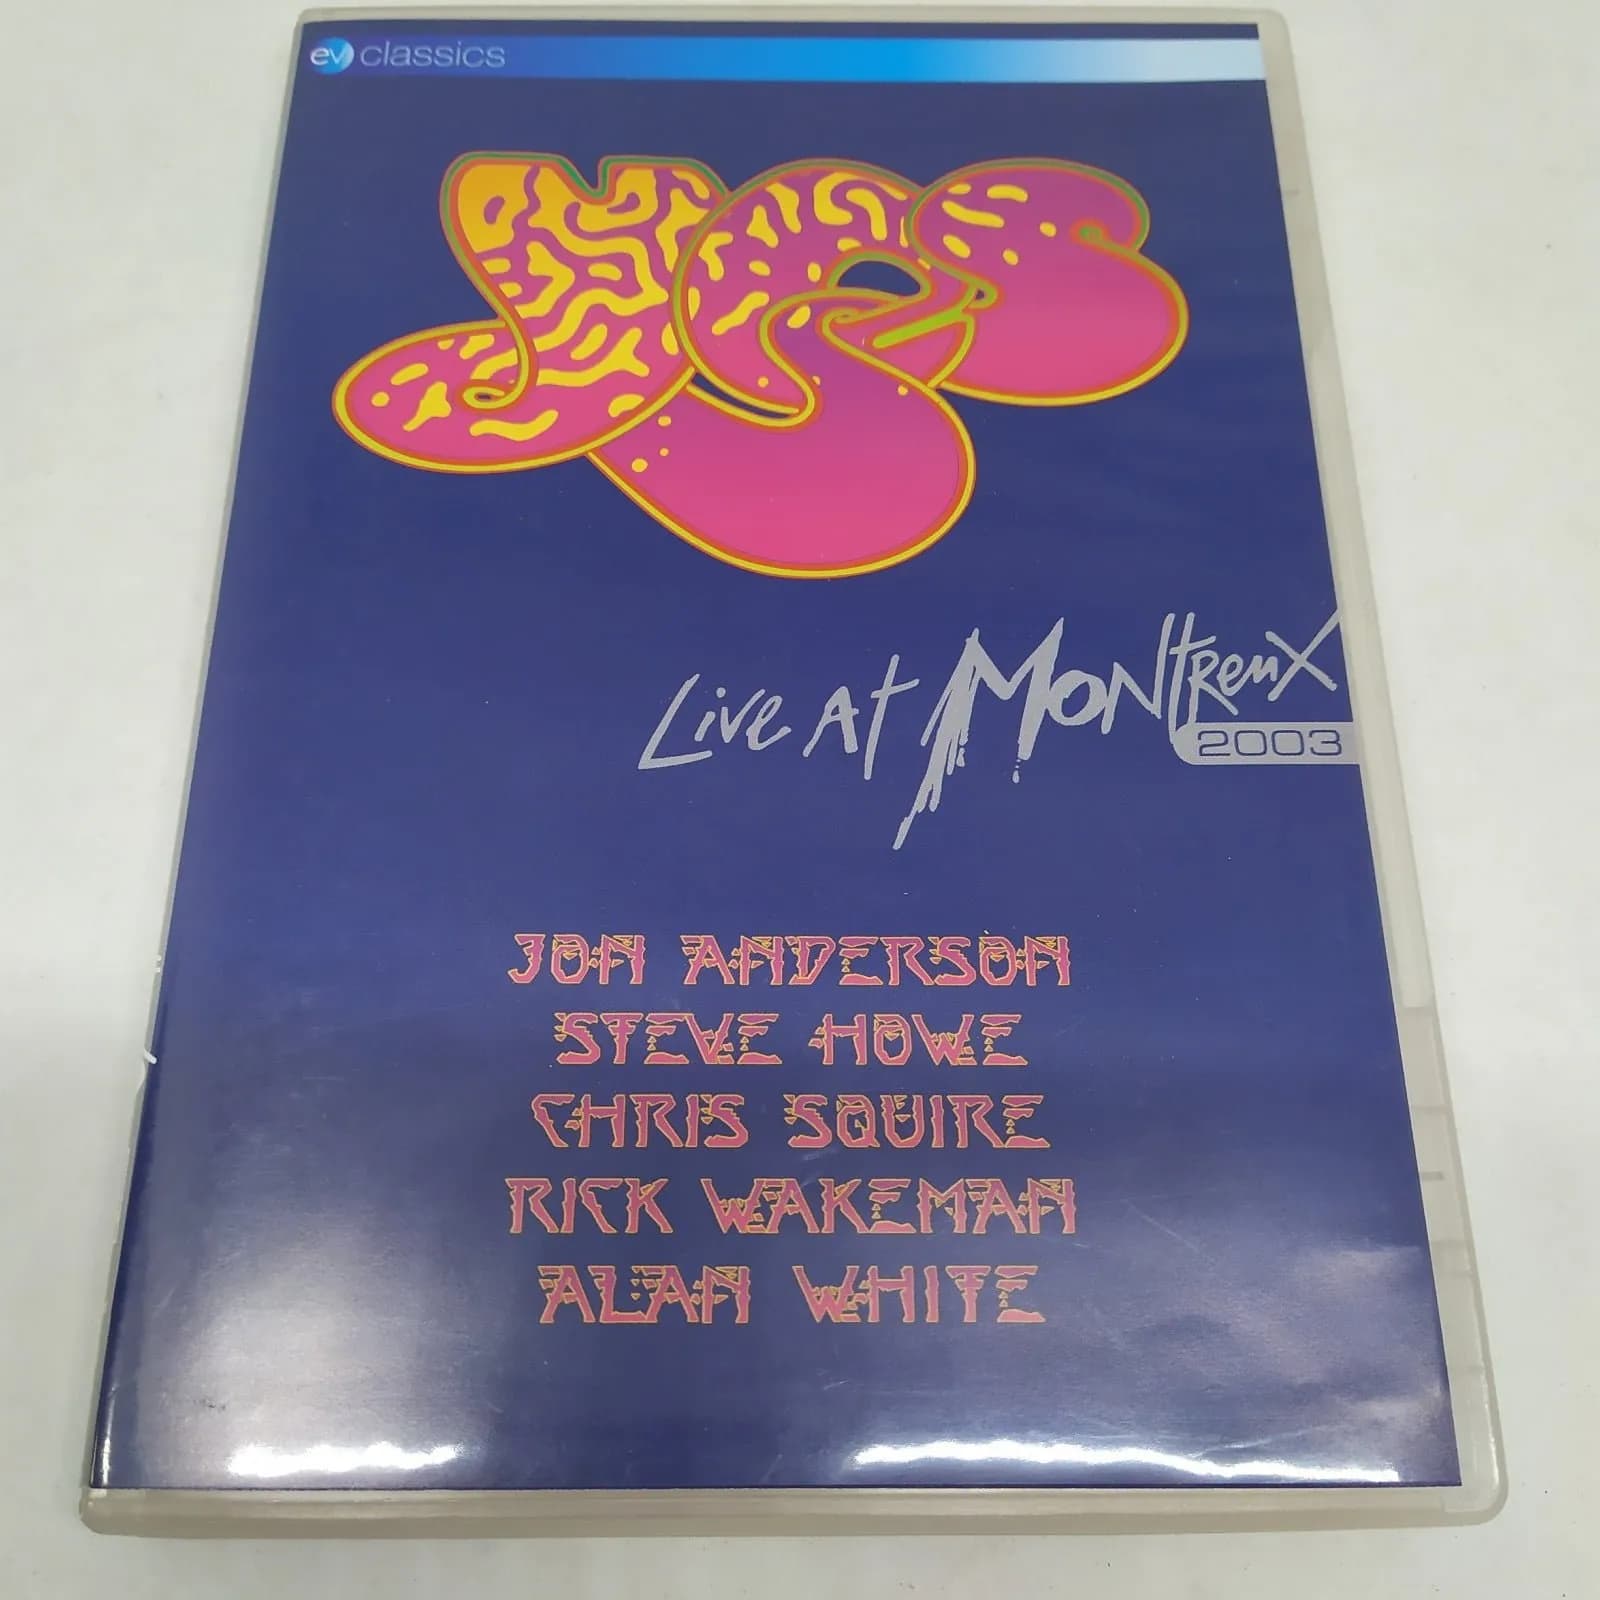 ev classics
Yes
Live At Montreux
2003
JON ANDERSON
STEVE HOWE
CHRIS SQUIRE
RICK WAKEMAN
ALAN WHITE